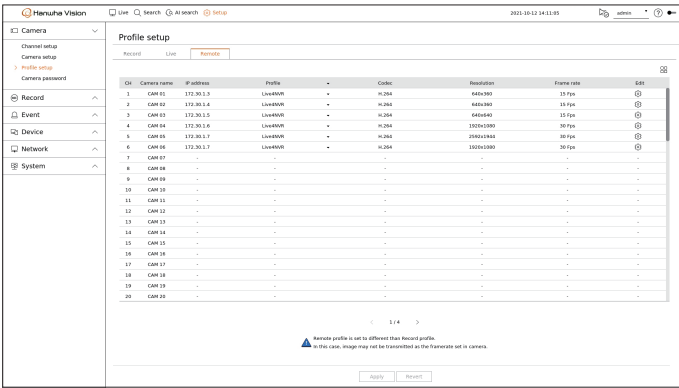 Hanwha Vision
Live Search AI search Setup 2021-10-12 14:11:05 admin
Camera
Channel setup
Camera setup
> Profile setup
Camera password
Record
Event
Device
Network
System
Profile setup
Record Live Remote
CH Camera name IP address Profile Codec Resolution Frame rate Edit
1 CAM 01 172.30.1.3 Live4NVR H.264 640x360 15 Fps
2 CAM 02 172.30.1.4 Live4NVR H.264 640x360 15 Fps
3 CAM 03 172.30.1.5 Live4NVR H.264 640x640 15 Fps
4 CAM 04 172.30.1.6 Live4NVR H.264 1920x1080 30 Fps
5 CAM 05 172.30.1.7 Live4NVR H.264 2592x1944 30 Fps
6 CAM 06 172.30.1.7 Live4NVR H.264 1920x1080 30 Fps
7 CAM 07 - - - - - -
8 CAM 08 - - - - - -
9 CAM 09 - - - - - -
10 CAM 10 - - - - - -
11 CAM 11 - - - - - -
12 CAM 12 - - - - - -
13 CAM 13 - - - - - -
14 CAM 14 - - - - - -
15 CAM 15 - - - - - -
16 CAM 16 - - - - - -
17 CAM 17 - - - - - -
18 CAM 18 - - - - - -
19 CAM 19 - - - - - -
20 CAM 20 - - - - - -
< 1 / 4 >
Remote profile is set to different than Record profile.
In this case, image may not be transmitted as the framerate set in camera.
Apply Revert